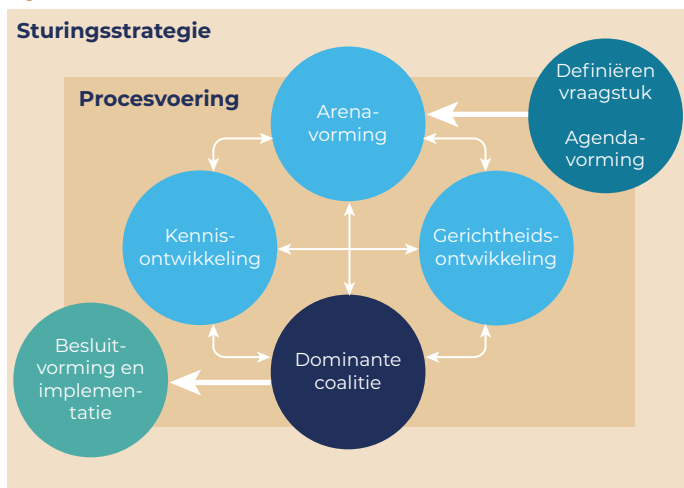 Sturingsstrategie
Procesvoering
Definiëren
vraagstuk
Agenda-
vorming
Arena-
vorming
Kennis-
ontwikkeling
Gerichtheids-
ontwikkeling
Besluit-
vorming en
implemen-
tatie
Dominante
coalitie